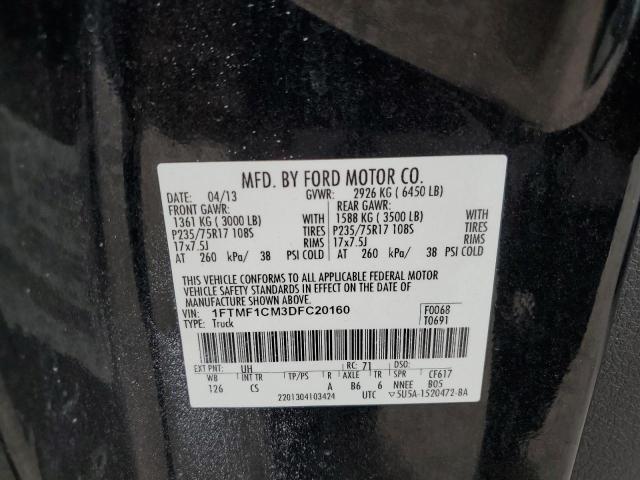 MFD. BY FORD MOTOR CO.
DATE: 04/13 GVWR: 2926 KG ( 6450 LB)
FRONT GAWR: REAR GAWR:
1361 KG ( 3000 LB) WITH 1588 KG ( 3500 LB) WITH
P235/75R17 108S TIRES P235/75R17 108S TIRES
17x7.5J RIMS 17x7.5J RIMS
AT 260 kPa/ 38 PSI COLD AT 260 kPa/ 38 PSI COLD
THIS VEHICLE CONFORMS TO ALL APPLICABLE FEDERAL MOTOR
VEHICLE SAFETY STANDARDS IN EFFECT ON THE DATE OF
MANUFACTURE SHOWN ABOVE.
VIN: 1FTMF1CM3DFC20160 F0068
TYPE: Truck T0691
EXT PNT: UH RC: 71 DSO:
WB INT TR TP/PS R AXLE TR SPR CF617
126 CS A B6 6 NNEE B05
2201304103424 UTC ▽5U5A-1520472-BA